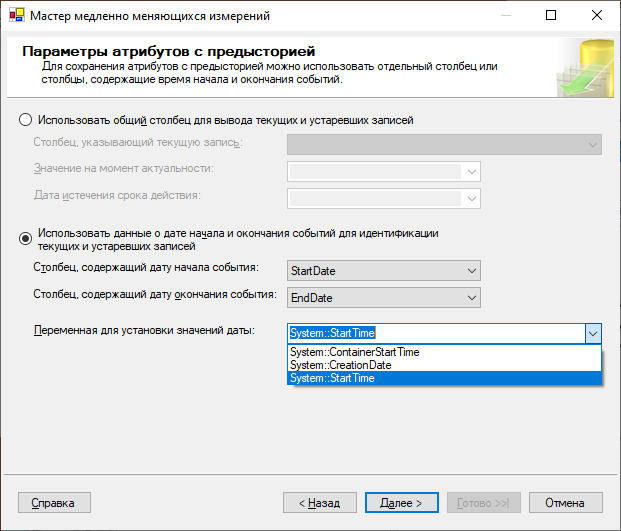 Мастер медленно меняющихся измерений
Параметры атрибутов с предысторией
Для сохранения атрибутов с предысторией можно использовать отдельный столбец или
столбцы, содержащие время начала и окончания событий.
Использовать общий столбец для вывода текущих и устаревших записей
Столбец, указывающий текущую запись:
Значение на момент актуальности:
Дата истечения срока действия:
Использовать данные о дате начала и окончания событий для идентификации
текущих и устаревших записей
Столбец, содержащий дату начала события:
StartDate
Столбец, содержащий дату окончания события:
EndDate
Переменная для установки значений даты:
System::StartTime
System::ContainerStartTime
System::CreationDate
System::StartTime
Справка
< Назад
Далее >
Готово >>|
Отмена